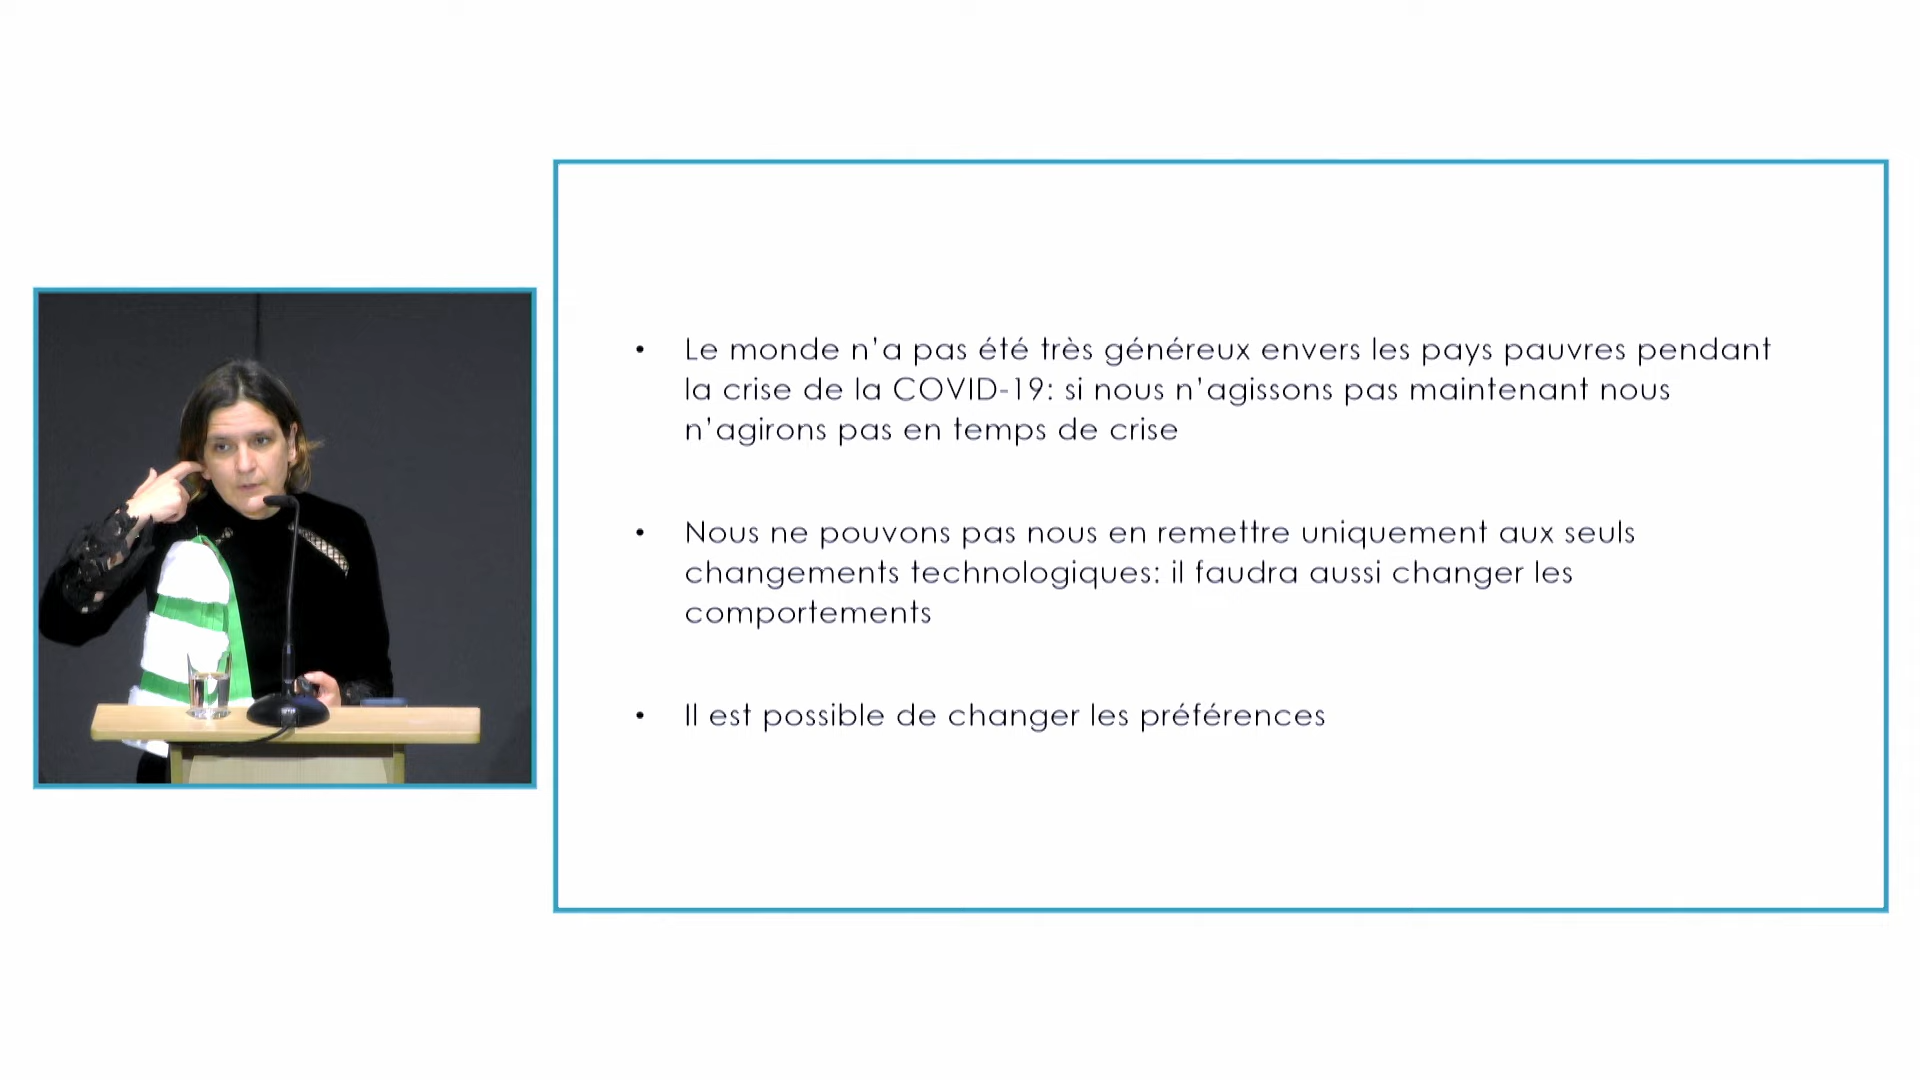 • Le monde n’a pas été très généreux envers les pays pauvres pendant
la crise de la COVID-19: si nous n’agissons pas maintenant nous
n’agirons pas en temps de crise
• Nous ne pouvons pas nous en remettre uniquement aux seuls
changements technologiques: il faudra aussi changer les
comportements
• Il est possible de changer les préférences